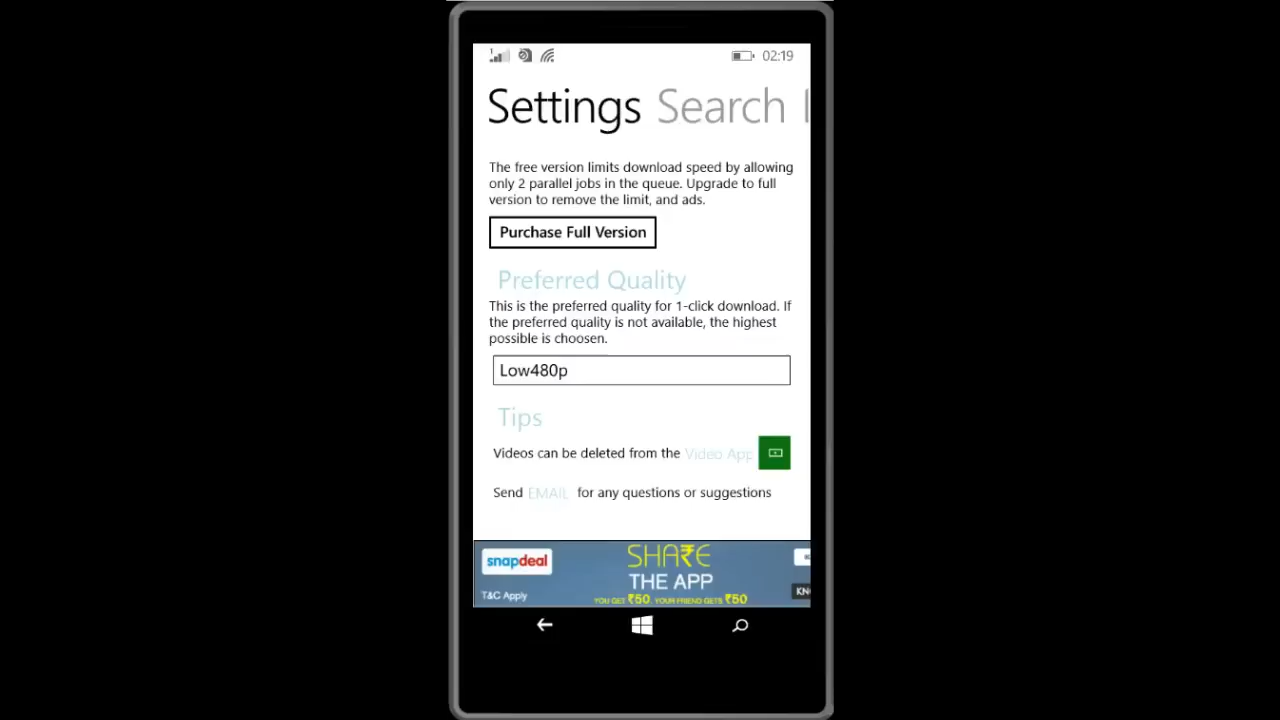 1
02:19
Settings Search
The free version limits download speed by allowing
only 2 parallel jobs in the queue. Upgrade to full
version to remove the limit, and ads.
Purchase Full Version
Preferred Quality
This is the preferred quality for 1-click download. If
the preferred quality is not available, the highest
possible is choosen.
Low480p
Tips
Videos can be deleted from the Video App
Send EMAIL for any questions or suggestions
snapdeal
SHA₹E
THE APP
T&C Apply
YOU GET ₹50. YOUR FRIEND GETS ₹50
KN